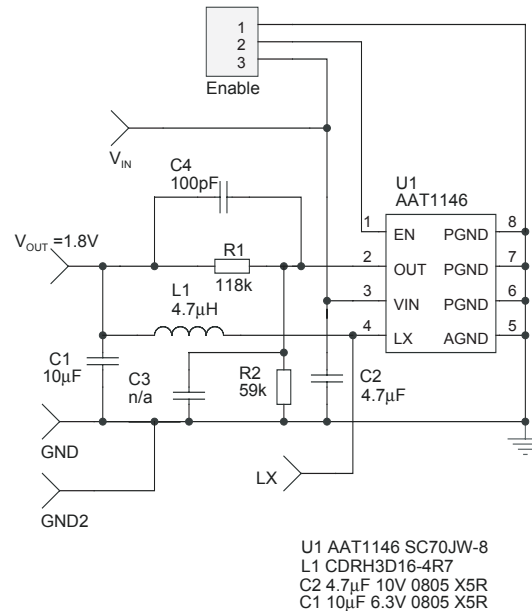 1
2
3
Enable
V_IN
C4
100pF
U1
AAT1146
V_OUT =1.8V
R1
118k
L1
4.7μH
1 EN PGND 8
2 OUT PGND 7
3 VIN PGND 6
4 LX AGND 5
C1
10μF
C3
n/a
R2
59k
C2
4.7μF
GND
LX
GND2
U1 AAT1146 SC70JW-8
L1 CDRH3D16-4R7
C2 4.7μF 10V 0805 X5R
C1 10μF 6.3V 0805 X5R